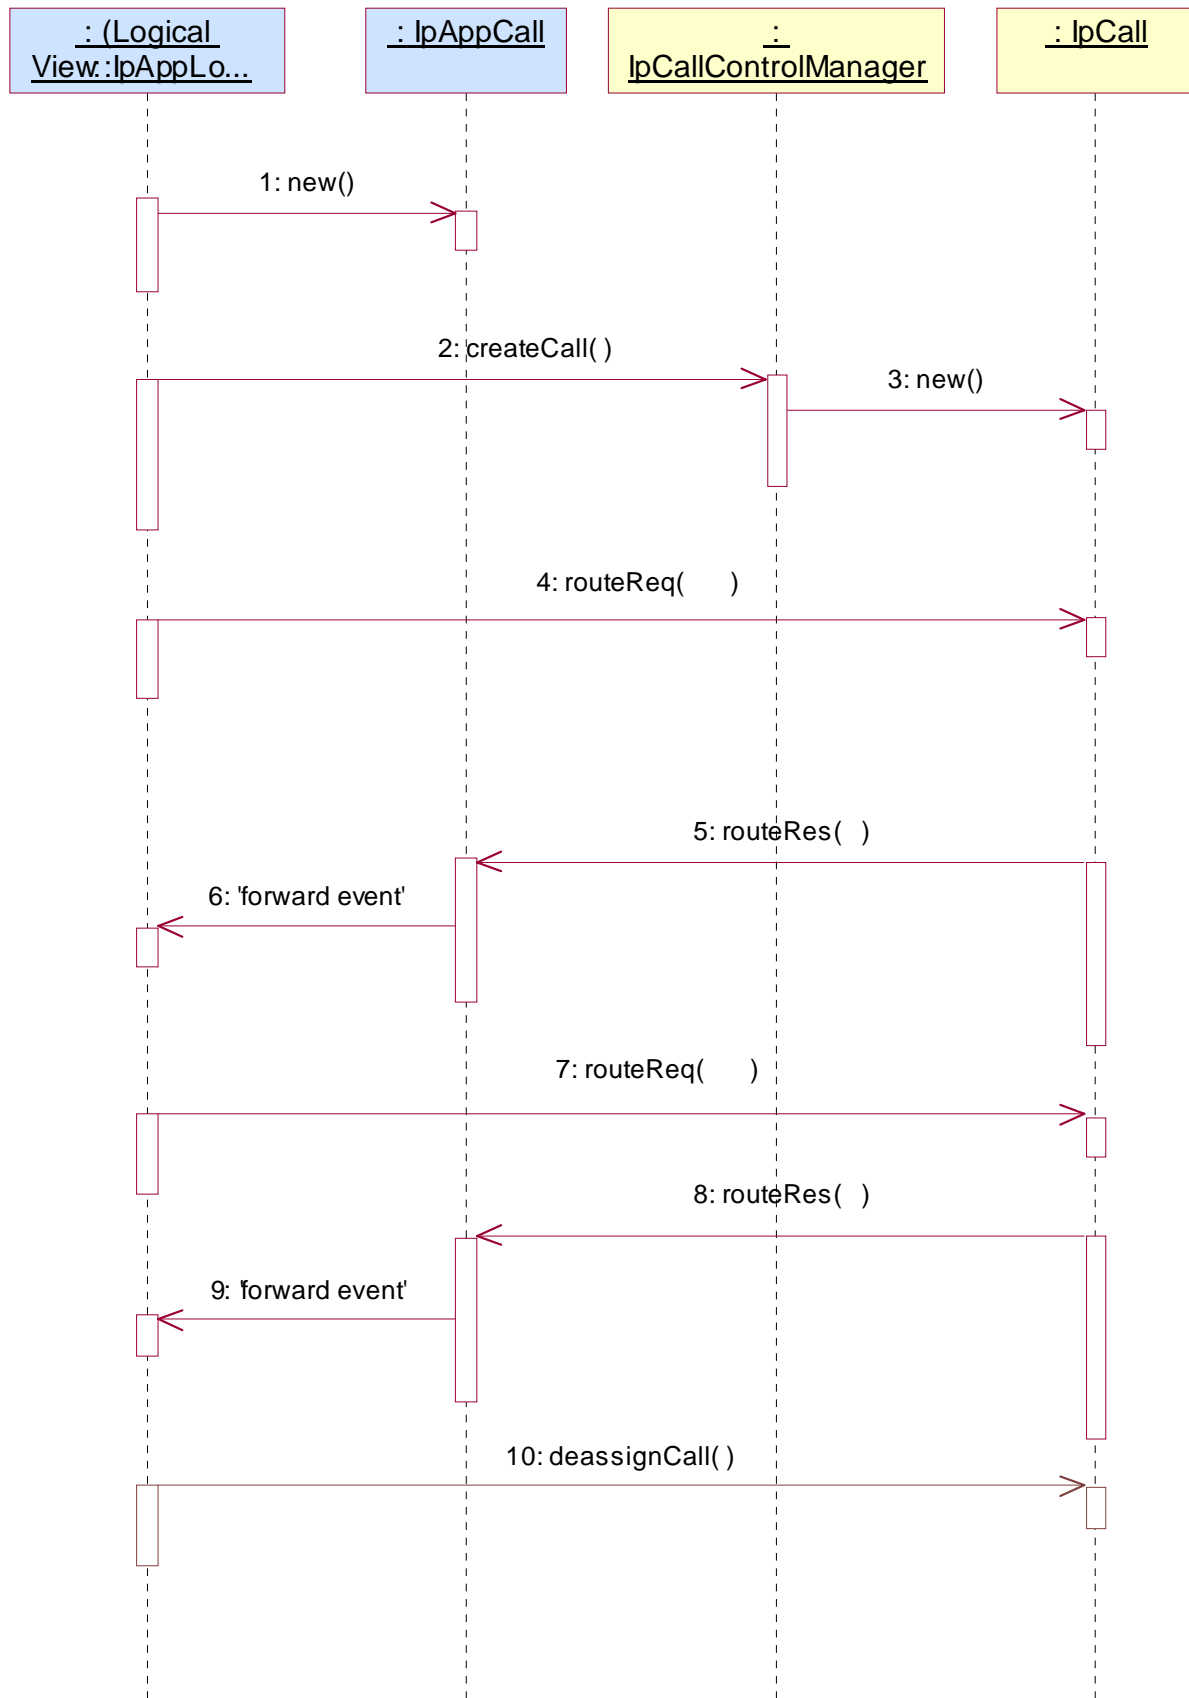 : (Logical
View::IpAppLo...
: IpAppCall
:
IpCallControlManager
: IpCall
1: new()
2: createCall( )
3: new()
4: routeReq(      )
5: routeRes(  )
6: 'forward event'
7: routeReq(      )
8: routeRes(  )
9: 'forward event'
10: deassignCall( )